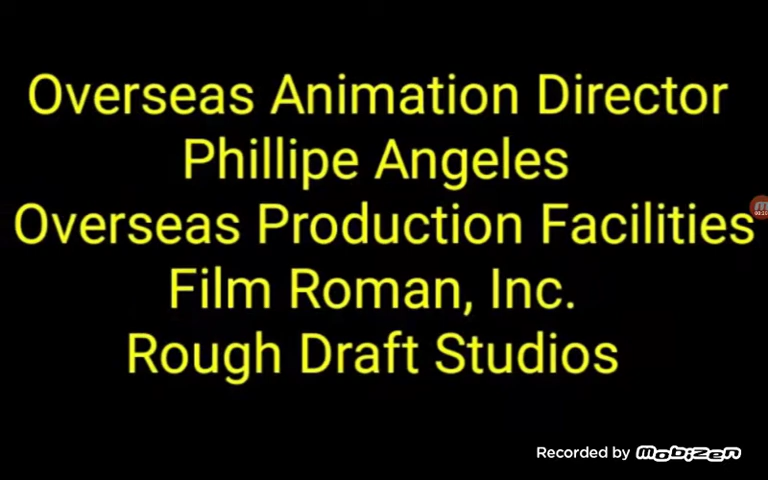 Overseas Animation Director
Phillipe Angeles
Overseas Production Facilities
Film Roman, Inc.
Rough Draft Studios
Recorded by mobizen